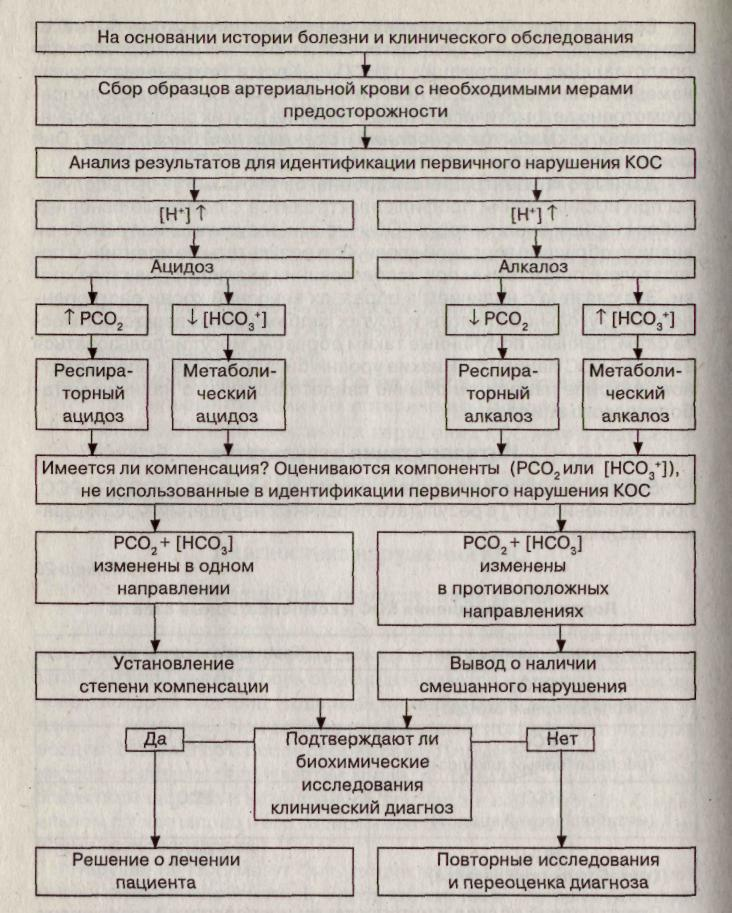 На основании истории болезни и клинического обследования
Сбор образцов артериальной крови с необходимыми мерами
предосторожности
Анализ результатов для идентификации первичного нарушения КОС
[H⁺] ↑
[H⁺] ↑
Ацидоз
Алкалоз
↑ PCO₂
↓ [HCO₃⁺]
↓ PCO₂
↑ [HCO₃⁺]
Респира-
торный
ацидоз
Метаболи-
ческий
ацидоз
Респира-
торный
алкалоз
Метаболи-
ческий
алкалоз
Имеется ли компенсация? Оцениваются компоненты (PCO₂ или [HCO₃⁺]),
не использованные в идентификации первичного нарушения КОС
PCO₂ + [HCO₃]
изменены в одном
направлении
PCO₂ + [HCO₃]
изменены
в противоположных
направлениях
Установление
степени компенсации
Вывод о наличии
смешанного нарушения
Да
Подтверждают ли
биохимические
исследования
клинический диагноз
Нет
Решение о лечении
пациента
Повторные исследования
и переоценка диагноза